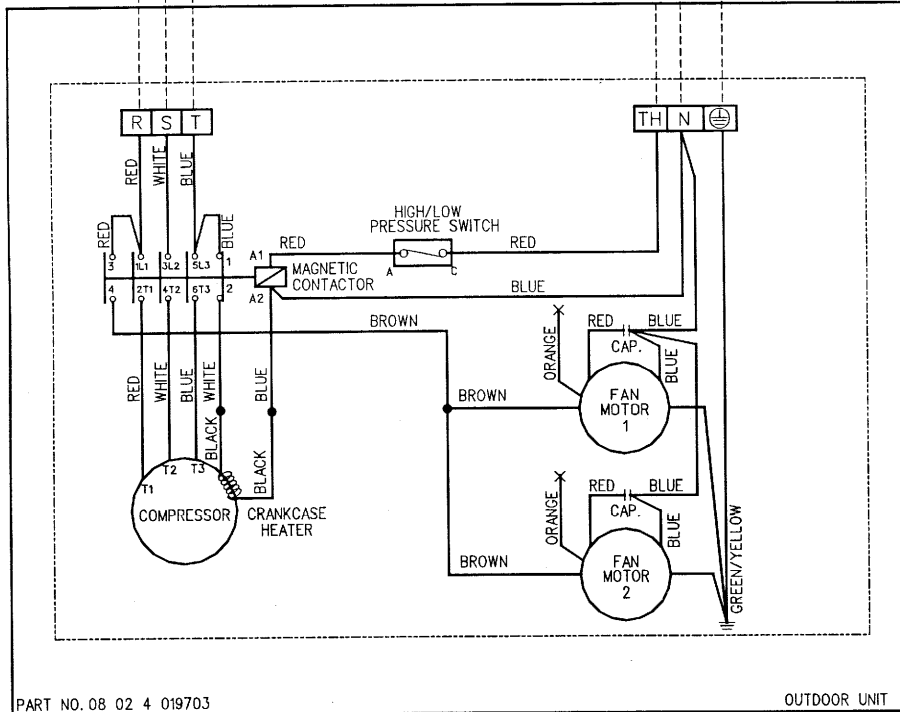 R S T
TH N
RED
WHITE
BLUE
RED
BLUE
3 1L1 3L2 5L3 1
4 2T1 4T2 6T3 2
A1
A2
MAGNETIC
CONTACTOR
RED
HIGH/LOW
PRESSURE SWITCH
A C
RED
BLUE
BROWN
RED
WHITE
BLUE
WHITE
BLUE
BLACK
BLACK
T1 T2 T3
COMPRESSOR
CRANKCASE
HEATER
ORANGE
RED
BLUE
CAP.
BLUE
BROWN
FAN
MOTOR
1
ORANGE
RED
BLUE
CAP.
BLUE
BROWN
FAN
MOTOR
2
GREEN/YELLOW
PART NO. 08 02 4 019703
OUTDOOR UNIT